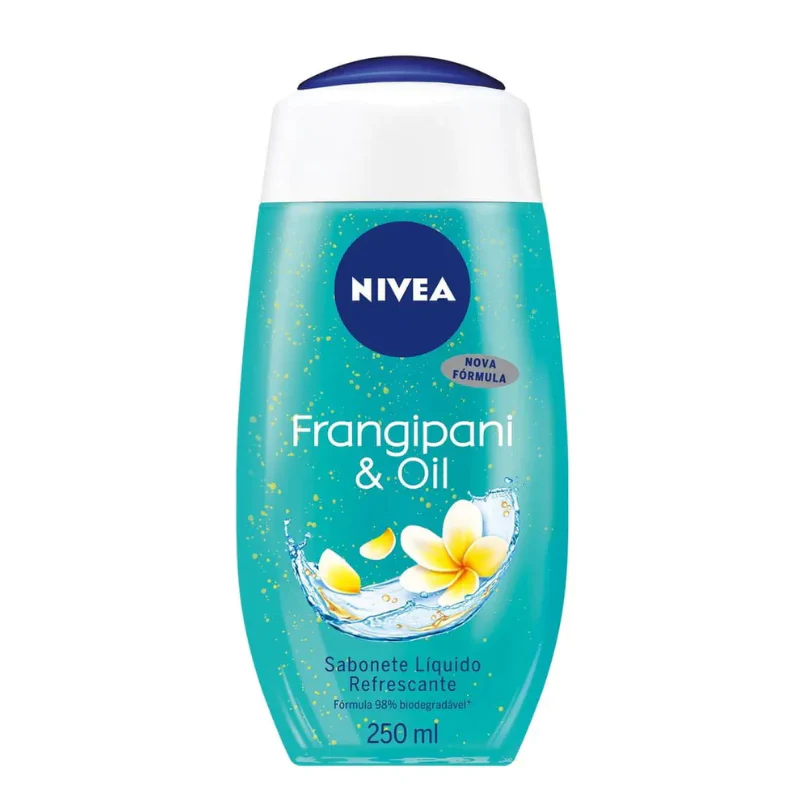 NIVEA
NOVA
FÓRMULA
Frangipani
& Oil
Sabonete Líquido
Refrescante
Fórmula 98% biodegradável*
250 ml